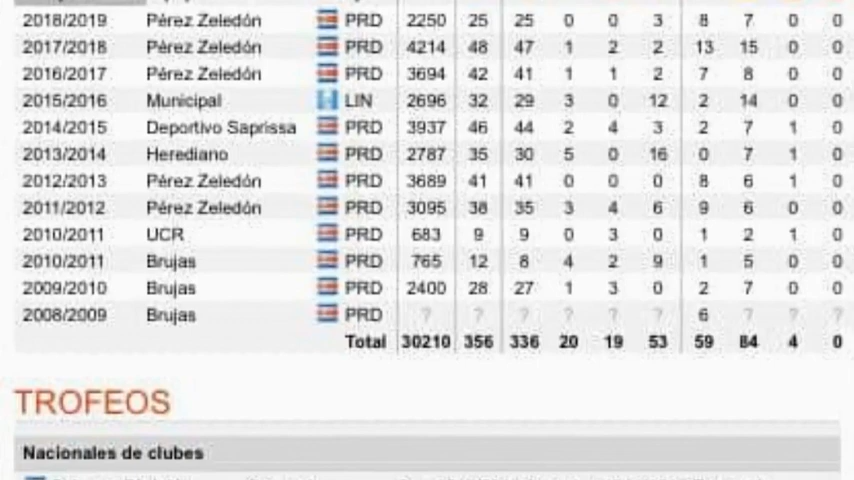 2018/2019 Pérez Zeledón PRD 2250 25 25 0 0 3 8 7 0 0
2017/2018 Pérez Zeledón PRD 4214 48 47 1 2 2 13 15 0 0
2016/2017 Pérez Zeledón PRD 3694 42 41 1 1 2 7 8 0 0
2015/2016 Municipal LIN 2696 32 29 3 0 12 2 14 0 0
2014/2015 Deportivo Saprissa PRD 3937 46 44 2 4 3 2 7 1 0
2013/2014 Herediano PRD 2787 35 30 5 0 16 0 7 1 0
2012/2013 Pérez Zeledón PRD 3689 41 41 0 0 0 8 6 1 0
2011/2012 Pérez Zeledón PRD 3095 38 35 3 4 6 9 6 0 0
2010/2011 UCR PRD 683 9 9 0 3 0 1 2 1 0
2010/2011 Brujas PRD 765 12 8 4 2 9 1 5 0 0
2009/2010 Brujas PRD 2400 28 27 1 3 0 2 7 0 0
2008/2009 Brujas PRD ? ? ? ? ? ? 6 ? ? ?
Total 30210 356 336 20 19 53 59 84 4 0
TROFEOS
Nacionales de clubes